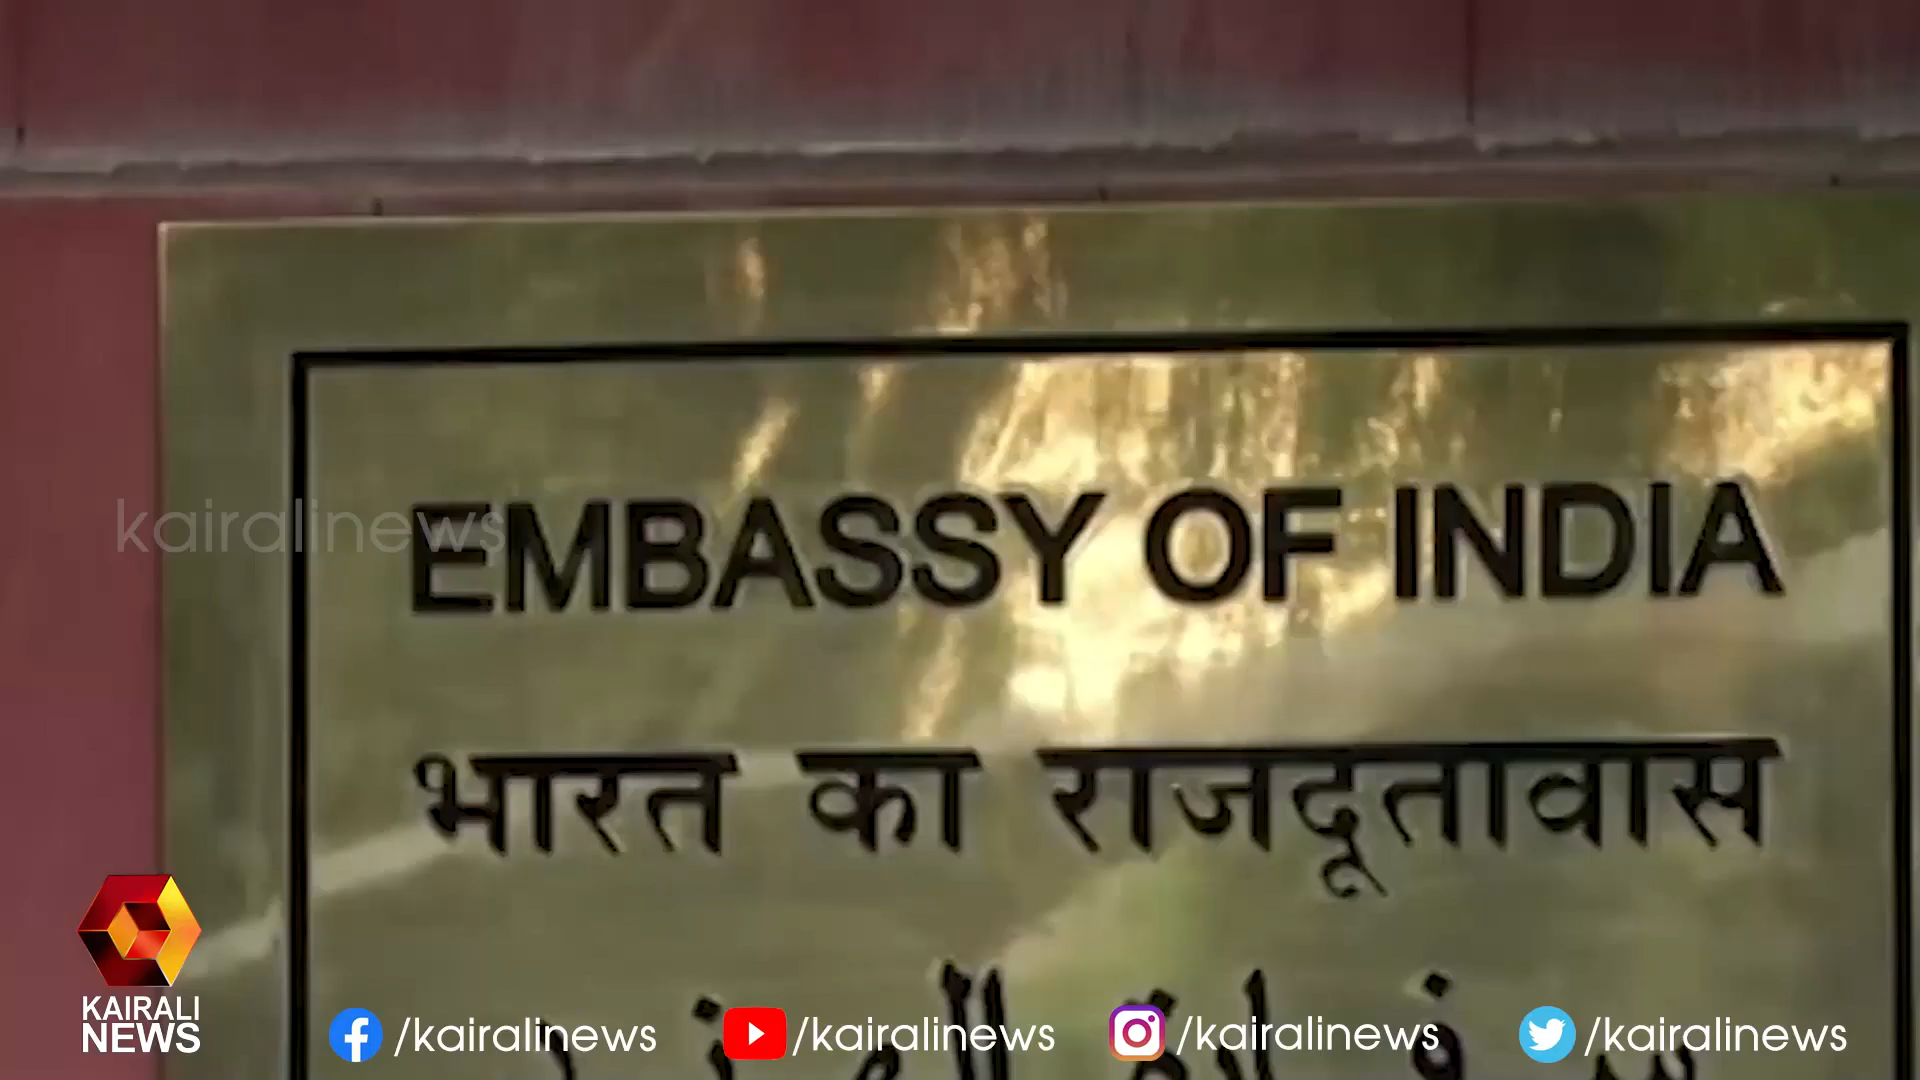 EMBASSY OF INDIA
kairalinews
भारत का राजदूतावास
KAIRALI
NEWS
/kairalinews
/kairalinews
/kairalinews
/kairalinews